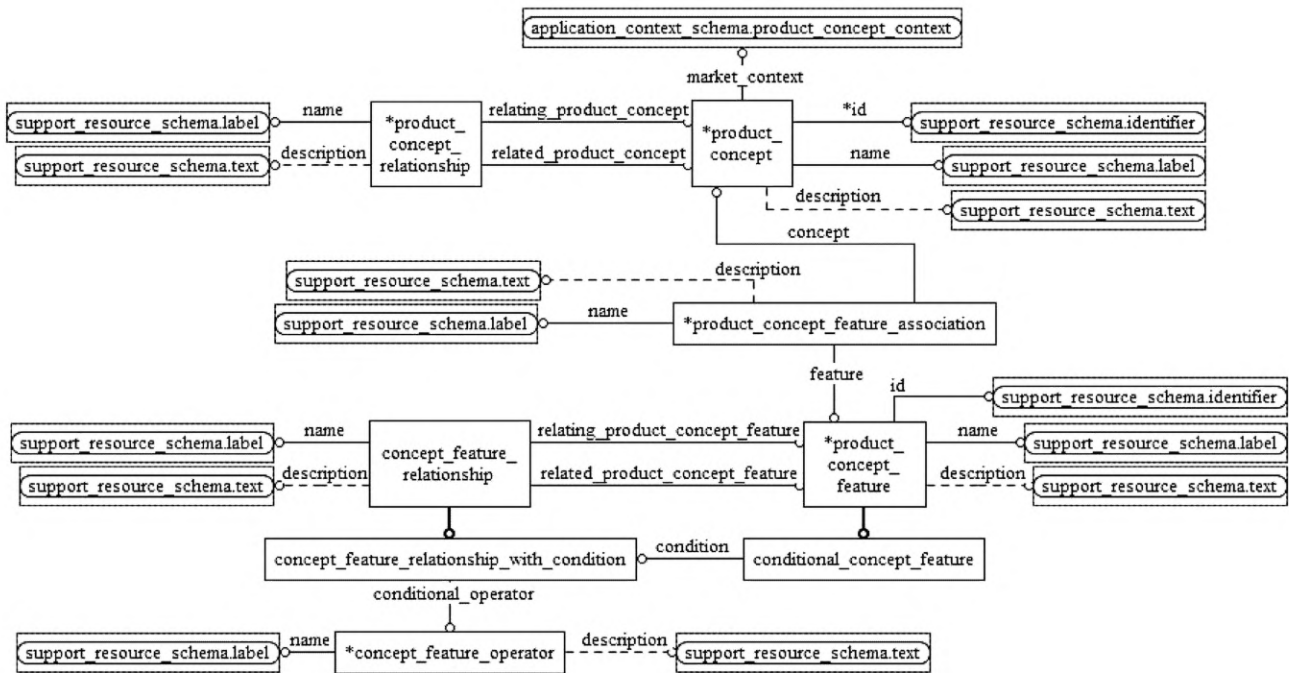 application_context_schema.product_concept_context
market_context
name
relating_product_concept
*id
support_resource_schema.label
*product_
concept_
relationship
*product_
concept
support_resource_schema.identifier
description
related_product_concept
name
support_resource_schema.label
support_resource_schema.text
description
support_resource_schema.text
concept
description
support_resource_schema.text
name
support_resource_schema.label
*product_concept_feature_association
feature
id
support_resource_schema.identifier
name
relating_product_concept_feature
name
support_resource_schema.label
concept_feature_
relationship
*product_
concept_
feature
support_resource_schema.label
description
related_product_concept_feature
description
support_resource_schema.text
support_resource_schema.text
concept_feature_relationship_with_condition
condition
conditional_concept_feature
conditional_operator
name
description
support_resource_schema.label
*concept_feature_operator
support_resource_schema.text